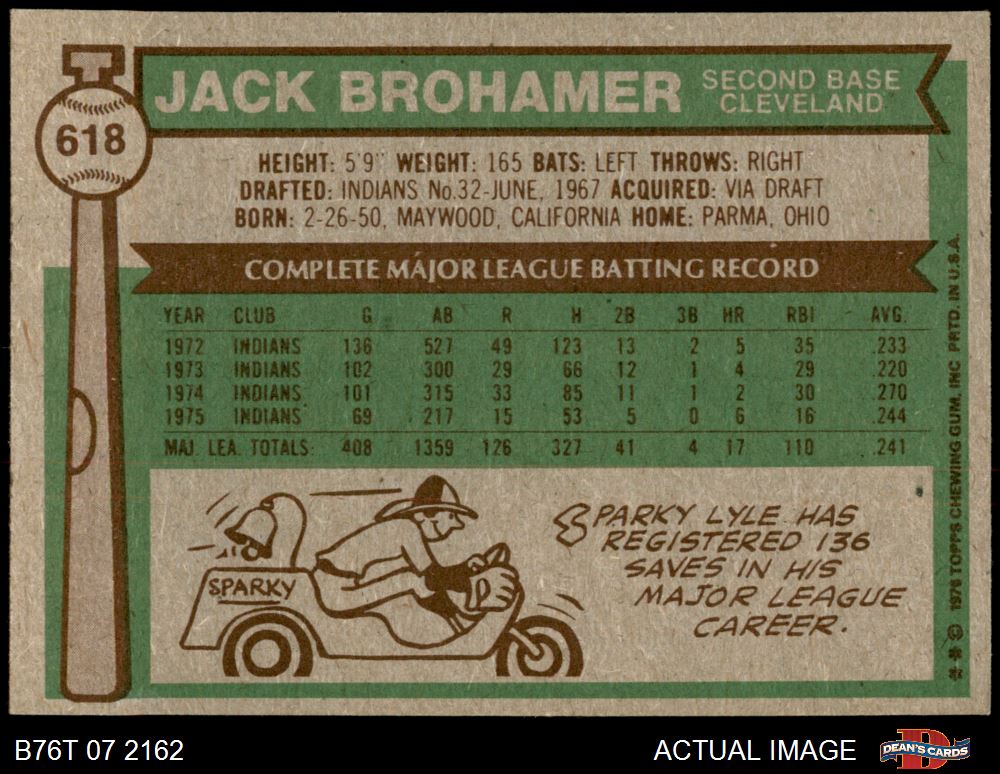 618
JACK BROHAMER
SECOND BASE
CLEVELAND
HEIGHT: 5'9" WEIGHT: 165 BATS: LEFT THROWS: RIGHT
DRAFTED: INDIANS No.32-JUNE, 1967 ACQUIRED: VIA DRAFT
BORN: 2-26-50, MAYWOOD, CALIFORNIA HOME: PARMA, OHIO
COMPLETE MAJOR LEAGUE BATTING RECORD
YEAR CLUB G AB R H 2B 3B HR RBI AVG.
1972 INDIANS 136 527 49 123 13 2 5 35 .233
1973 INDIANS 102 300 29 66 12 1 4 29 .220
1974 INDIANS 101 315 33 85 11 1 2 30 .270
1975 INDIANS 69 217 15 53 5 0 6 16 .244
MAJ. LEA. TOTALS: 408 1359 126 327 41 4 17 110 .241
SPARKY
SPARKY LYLE HAS
REGISTERED 136
SAVES IN HIS
MAJOR LEAGUE
CAREER.
** © 1976 TOPPS CHEWING GUM, INC PRTD. IN U.S.A.
B76T 07 2162
ACTUAL IMAGE
DEAN'S CARDS